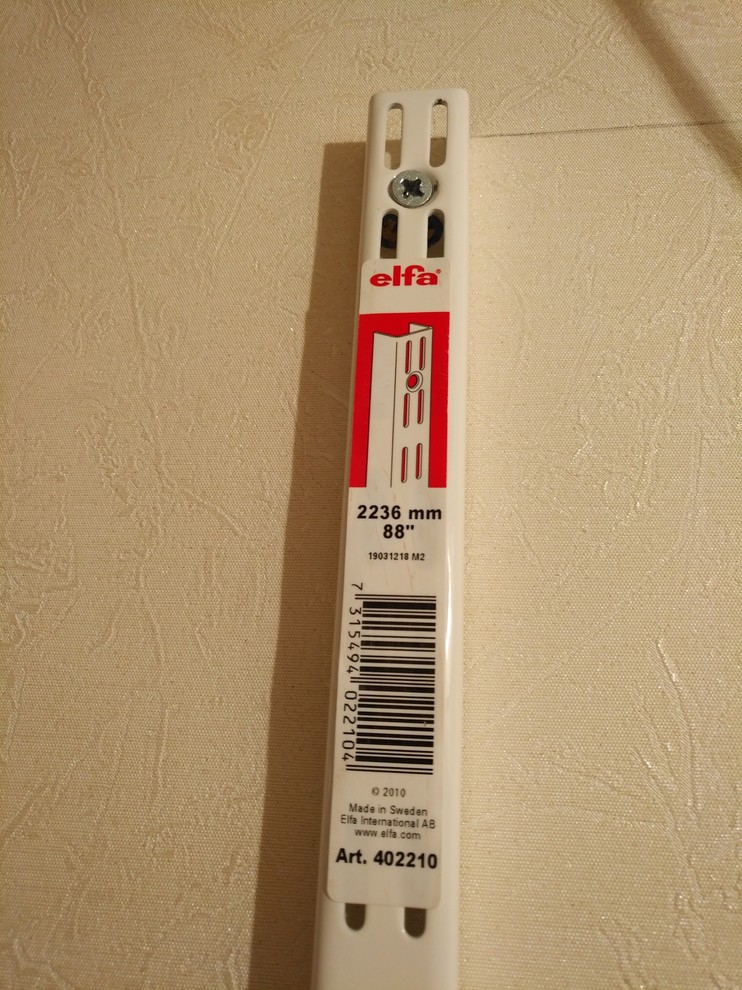 elfa®
2236 mm
88"
19031218 M2
7 315494 022104
© 2010
Made in Sweden
Elfa International AB
www.elfa.com
Art. 402210